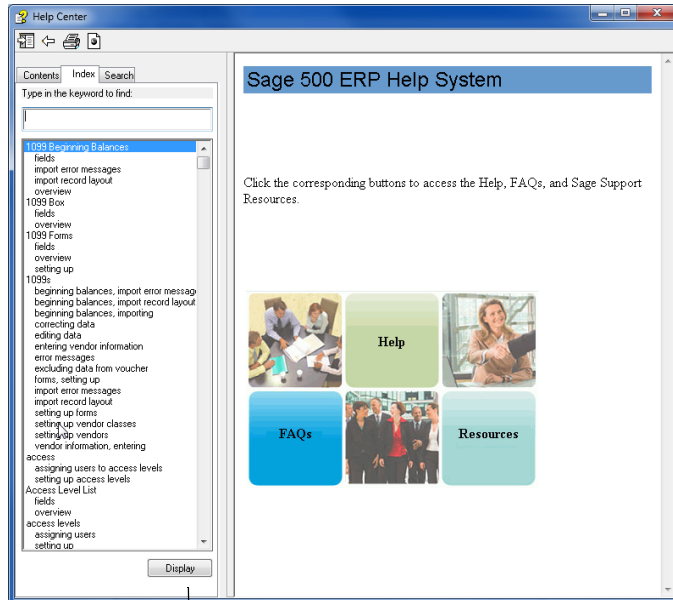 Help Center
Contents Index Search
Type in the keyword to find:
1099 Beginning Balances
fields
import error messages
import record layout
overview
1099 Box
fields
overview
1099 Forms
fields
overview
setting up
1099s
beginning balances, import error messag
beginning balances, import record layout
beginning balances, importing
correcting data
editing data
entering vendor information
error messages
excluding data from voucher
forms, setting up
import error messages
import record layout
setting up forms
setting up vendor classes
setting up vendors
vendor information, entering
access
assigning users to access levels
setting up access levels
Access Level List
fields
overview
access levels
assigning users
setting up
Display
Sage 500 ERP Help System
Click the corresponding buttons to access the Help, FAQs, and Sage Support
Resources.
Help
FAQs
Resources